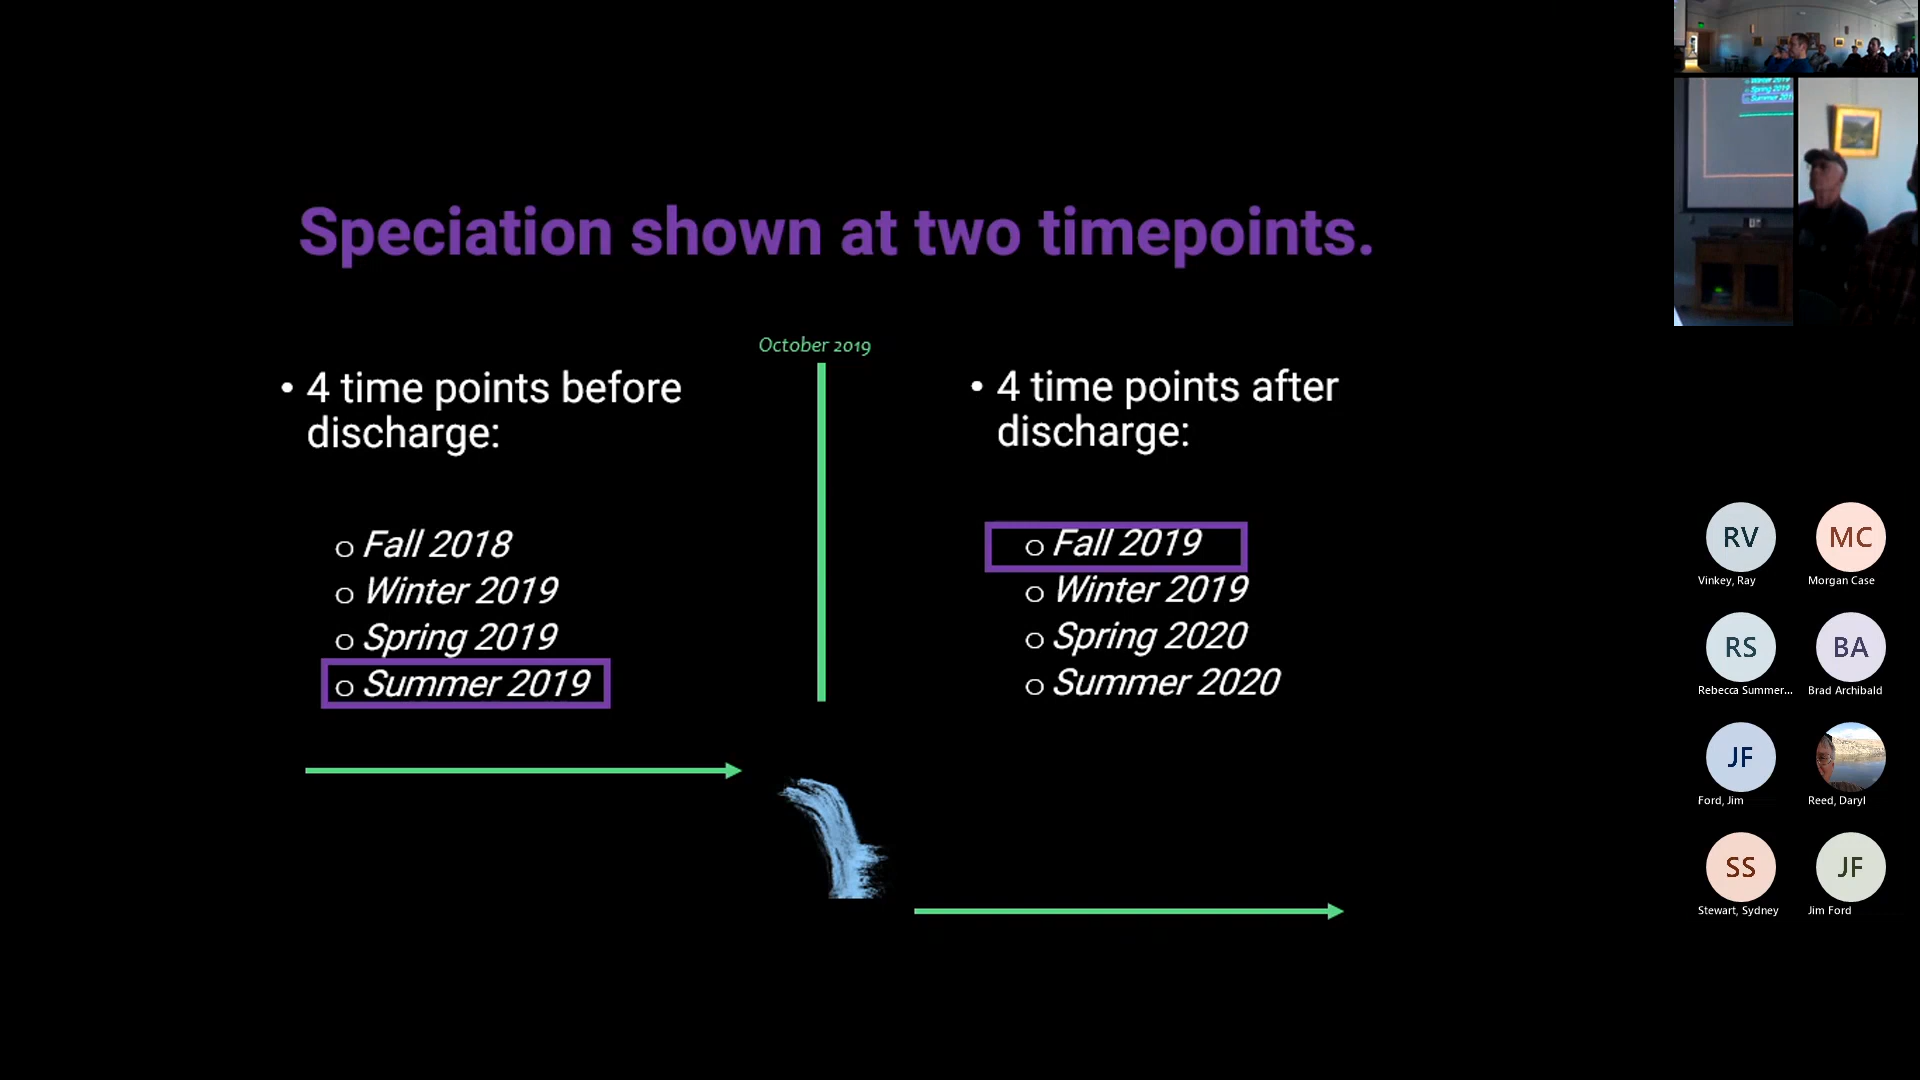 Speciation shown at two timepoints.
October 2019
• 4 time points before
discharge:
o Fall 2018
o Winter 2019
o Spring 2019
o Summer 2019
• 4 time points after
discharge:
o Fall 2019
o Winter 2019
o Spring 2020
o Summer 2020
Spring 2019
RV
Vinkey, Ray
MC
Morgan Case
RS
Rebecca Summer...
BA
Brad Archibald
JF
Ford, Jim
Reed, Daryl
SS
Stewart, Sydney
JF
Jim Ford